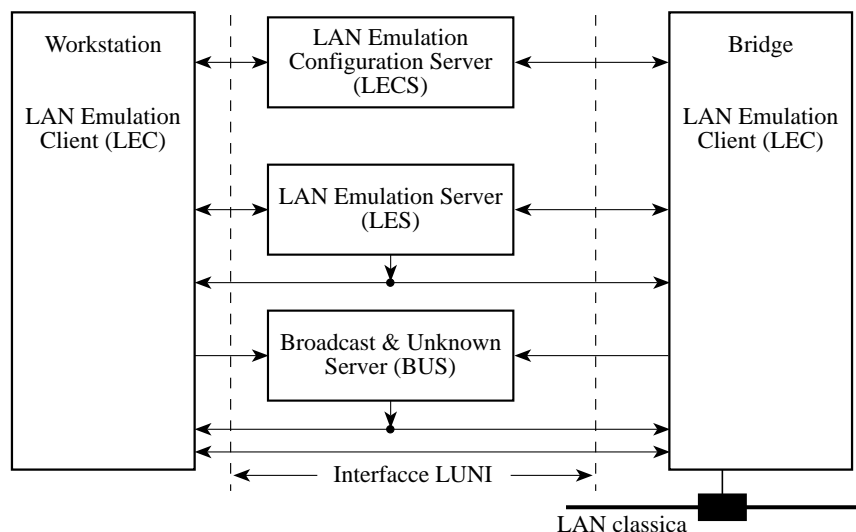 Workstation
LAN Emulation
Client (LEC)
LAN Emulation
Configuration Server
(LECS)
Bridge
LAN Emulation
Client (LEC)
LAN Emulation Server
(LES)
Broadcast & Unknown
Server (BUS)
Interfacce LUNI
LAN classica